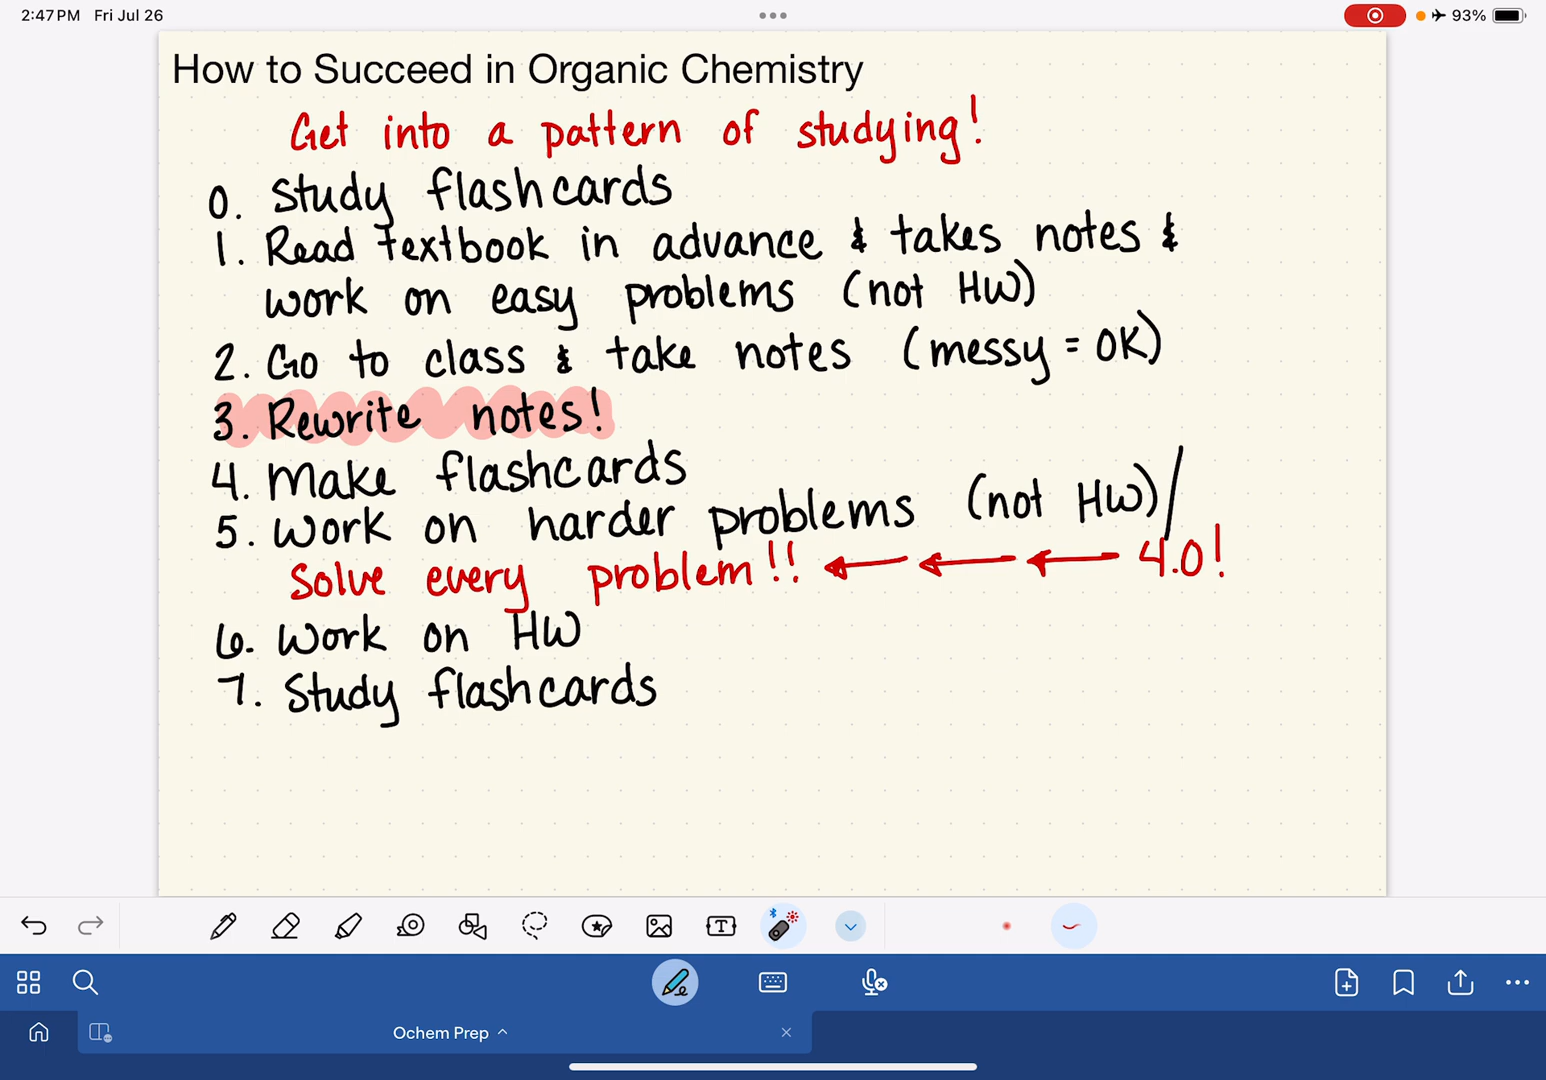 2:47 PM Fri Jul 26
93%
How to Succeed in Organic Chemistry
Get into a pattern of studying!
0. Study flashcards
1. Read textbook in advance & takes notes &
work on easy problems (not HW)
2. Go to class & take notes (messy = OK)
3. Rewrite notes!
4. Make flashcards
5. Work on harder problems (not HW)/
Solve every problem!! ← ← ← 4.0!
6. Work on HW
7. Study flashcards
T
Ochem Prep